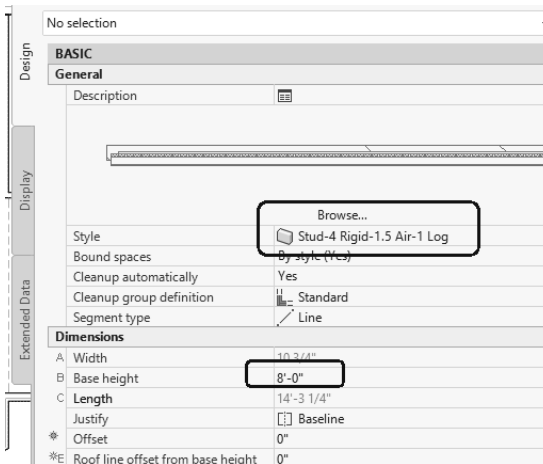 No selection
Design
Display
Extended Data
BASIC
General
Description
Browse...
Style Stud-4 Rigid-1.5 Air-1 Log
Bound spaces By style (Yes)
Cleanup automatically Yes
Cleanup group definition Standard
Segment type Line
Dimensions
A Width 10 3/4"
B Base height 8'-0"
C Length 14'-3 1/4"
Justify Baseline
Offset 0"
E Roof line offset from base height 0"